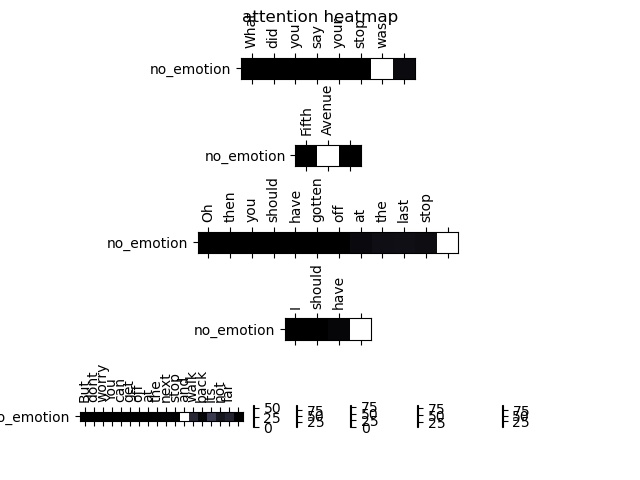 attention heatmap
What did you say your stop was
no_emotion
Fifth Avenue
no_emotion
Oh then you should have gotten off at the last stop
no_emotion
I should have
no_emotion
But dont worry You can get off at the next stop and walk back Its not far
o_emotion
50 25 0
75 50 25
75 50 25 0
75 50 25
75 50 25